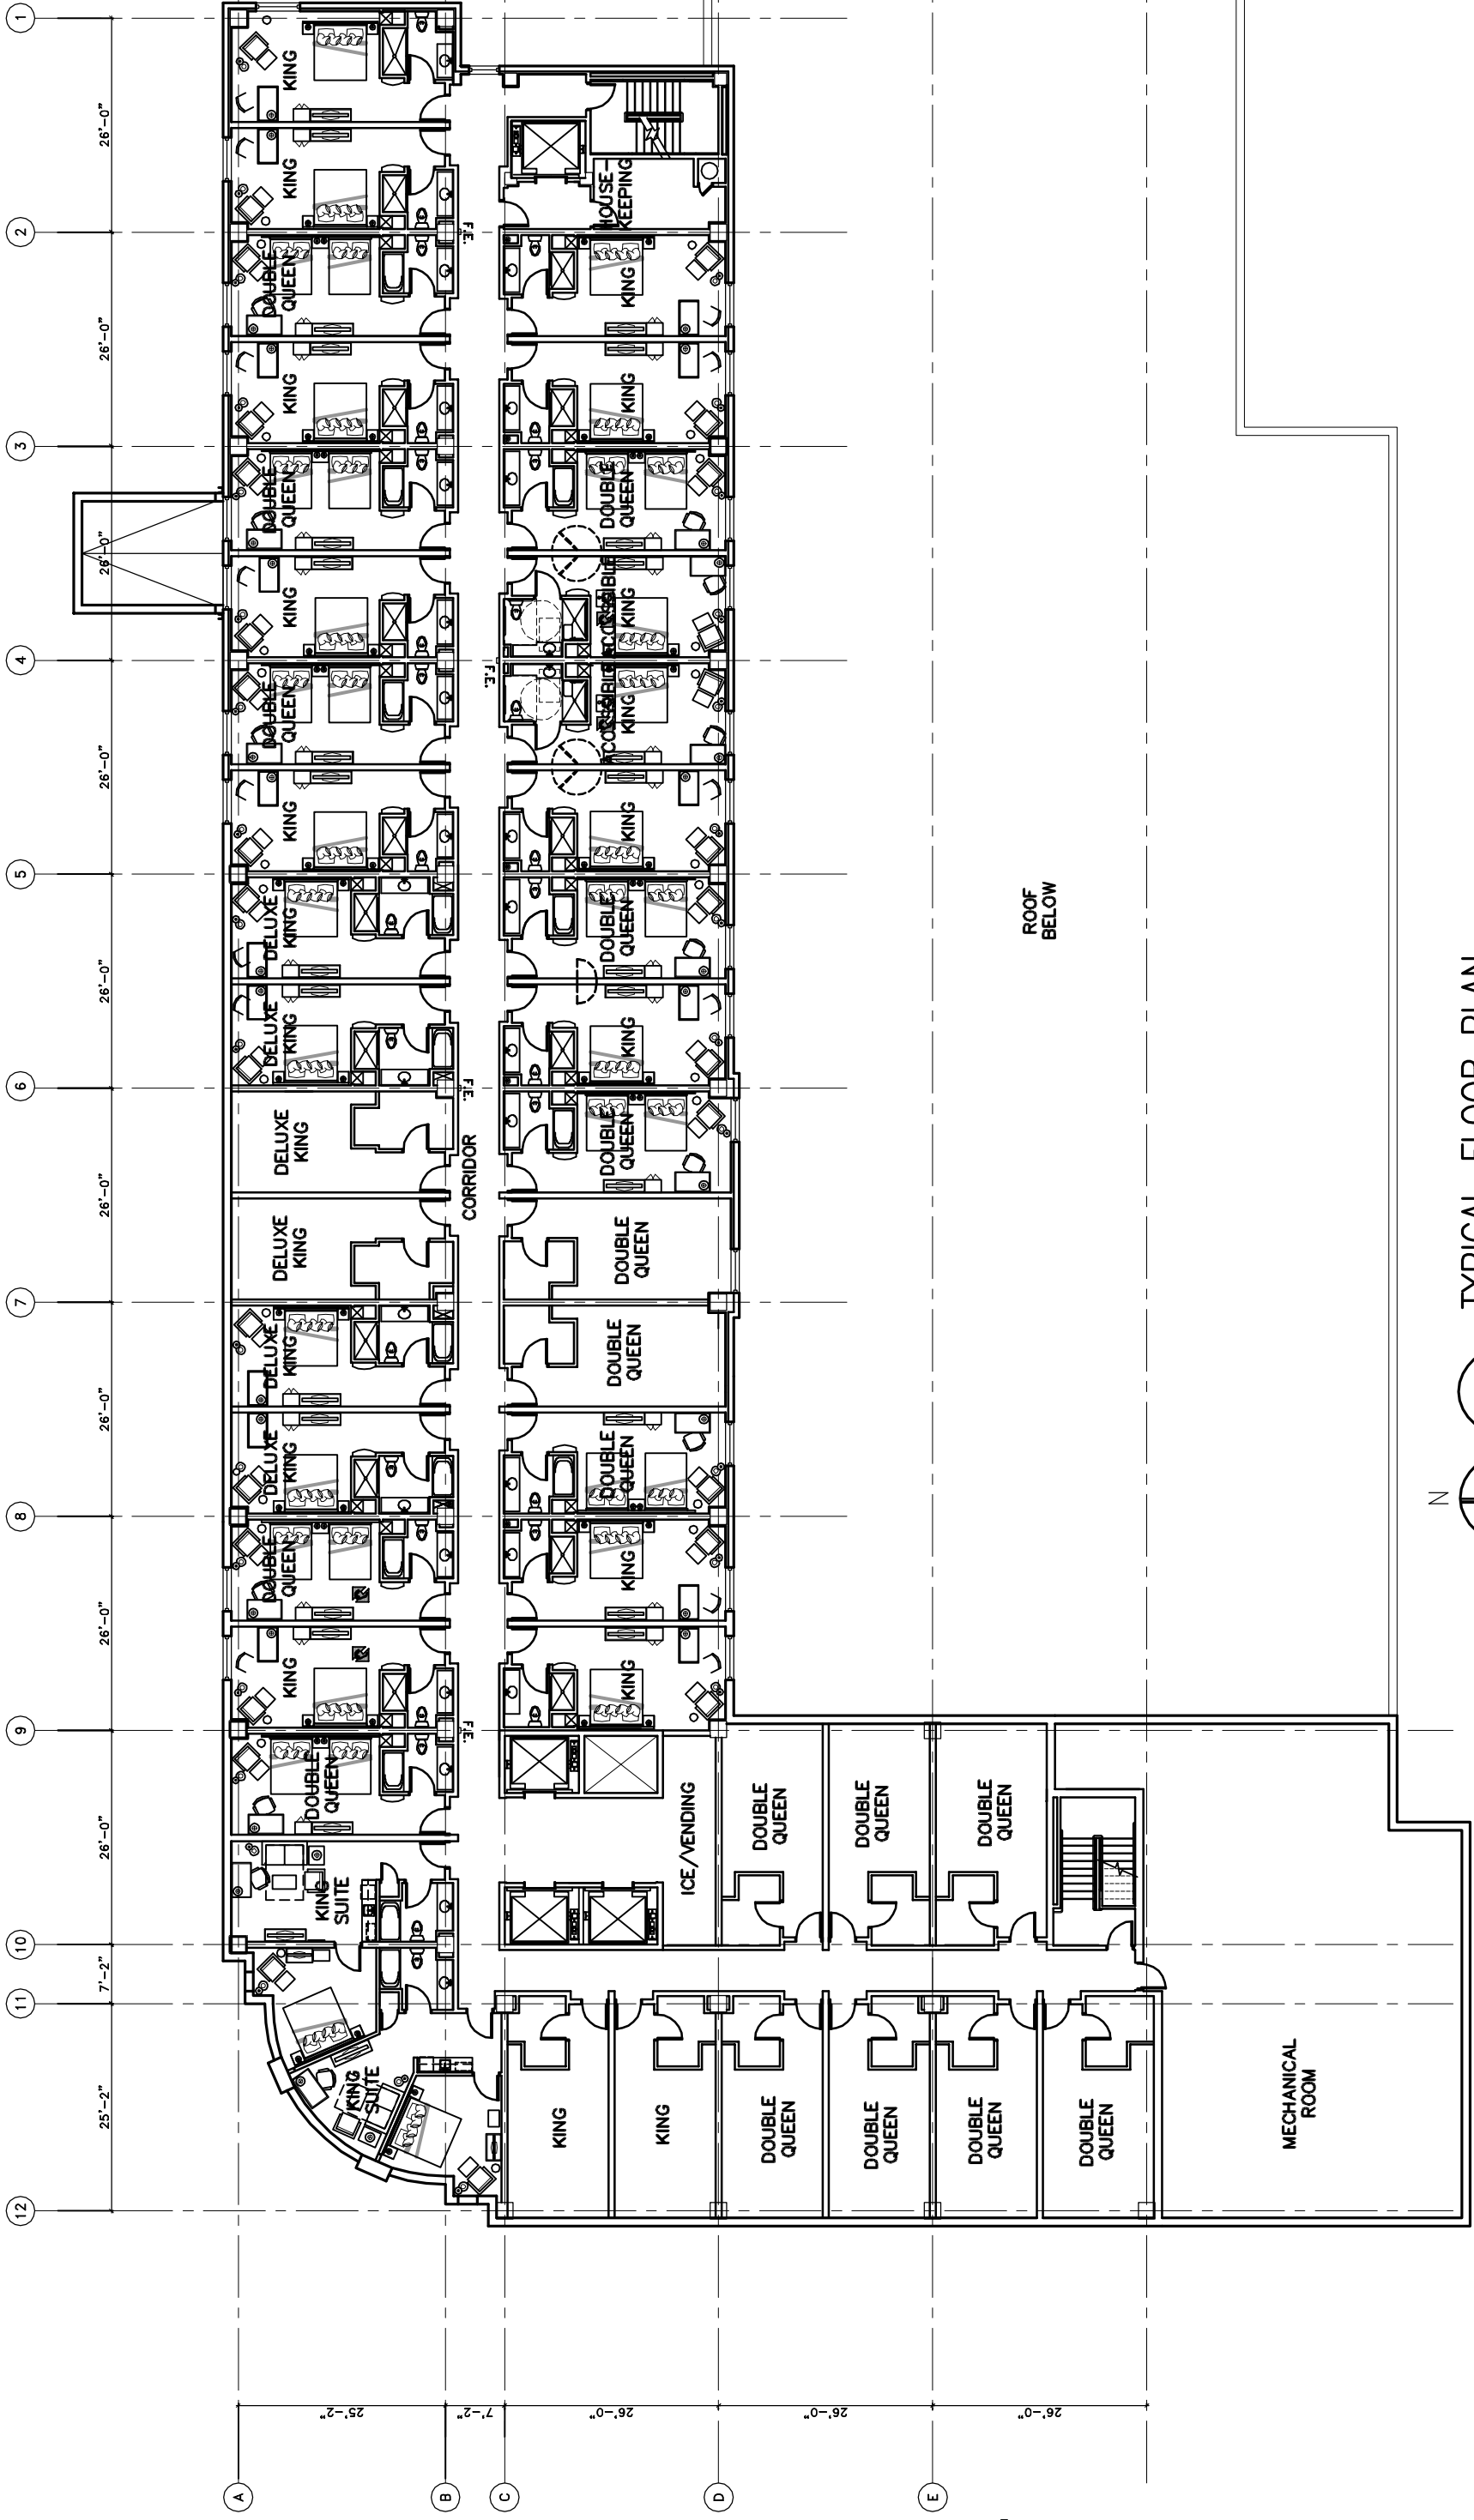 1
2
3
4
5
6
7
8
9
10
11
12
26'-0"
26'-0"
26'-0"
26'-0"
26'-0"
26'-0"
26'-0"
26'-0"
26'-0"
7'-2"
25'-2"
KING
KING
DOUBLE
QUEEN
KING
DOUBLE
QUEEN
KING
DOUBLE
QUEEN
KING
DELUXE
KING
DELUXE
KING
DELUXE
KING
DELUXE
KING
DELUXE
KING
DELUXE
KING
DOUBLE
QUEEN
KING
DOUBLE
QUEEN
KING
SUITE
KING
SUITE
F.E.
F.E.
F.E.
F.E.
CORRIDOR
HOUSE-
KEEPING
KING
KING
DOUBLE
QUEEN
ACCESSIBLE
KING
ACCESSIBLE
KING
KING
DOUBLE
QUEEN
KING
DOUBLE
QUEEN
DOUBLE
QUEEN
DOUBLE
QUEEN
DOUBLE
QUEEN
KING
KING
ICE/VENDING
DOUBLE
QUEEN
DOUBLE
QUEEN
DOUBLE
QUEEN
KING
KING
DOUBLE
QUEEN
DOUBLE
QUEEN
DOUBLE
QUEEN
DOUBLE
QUEEN
MECHANICAL
ROOM
ROOF
BELOW
25'-2"
7'-2"
26'-0"
26'-0"
26'-0"
A
B
C
D
E
N
TYPICAL FLOOR PLAN